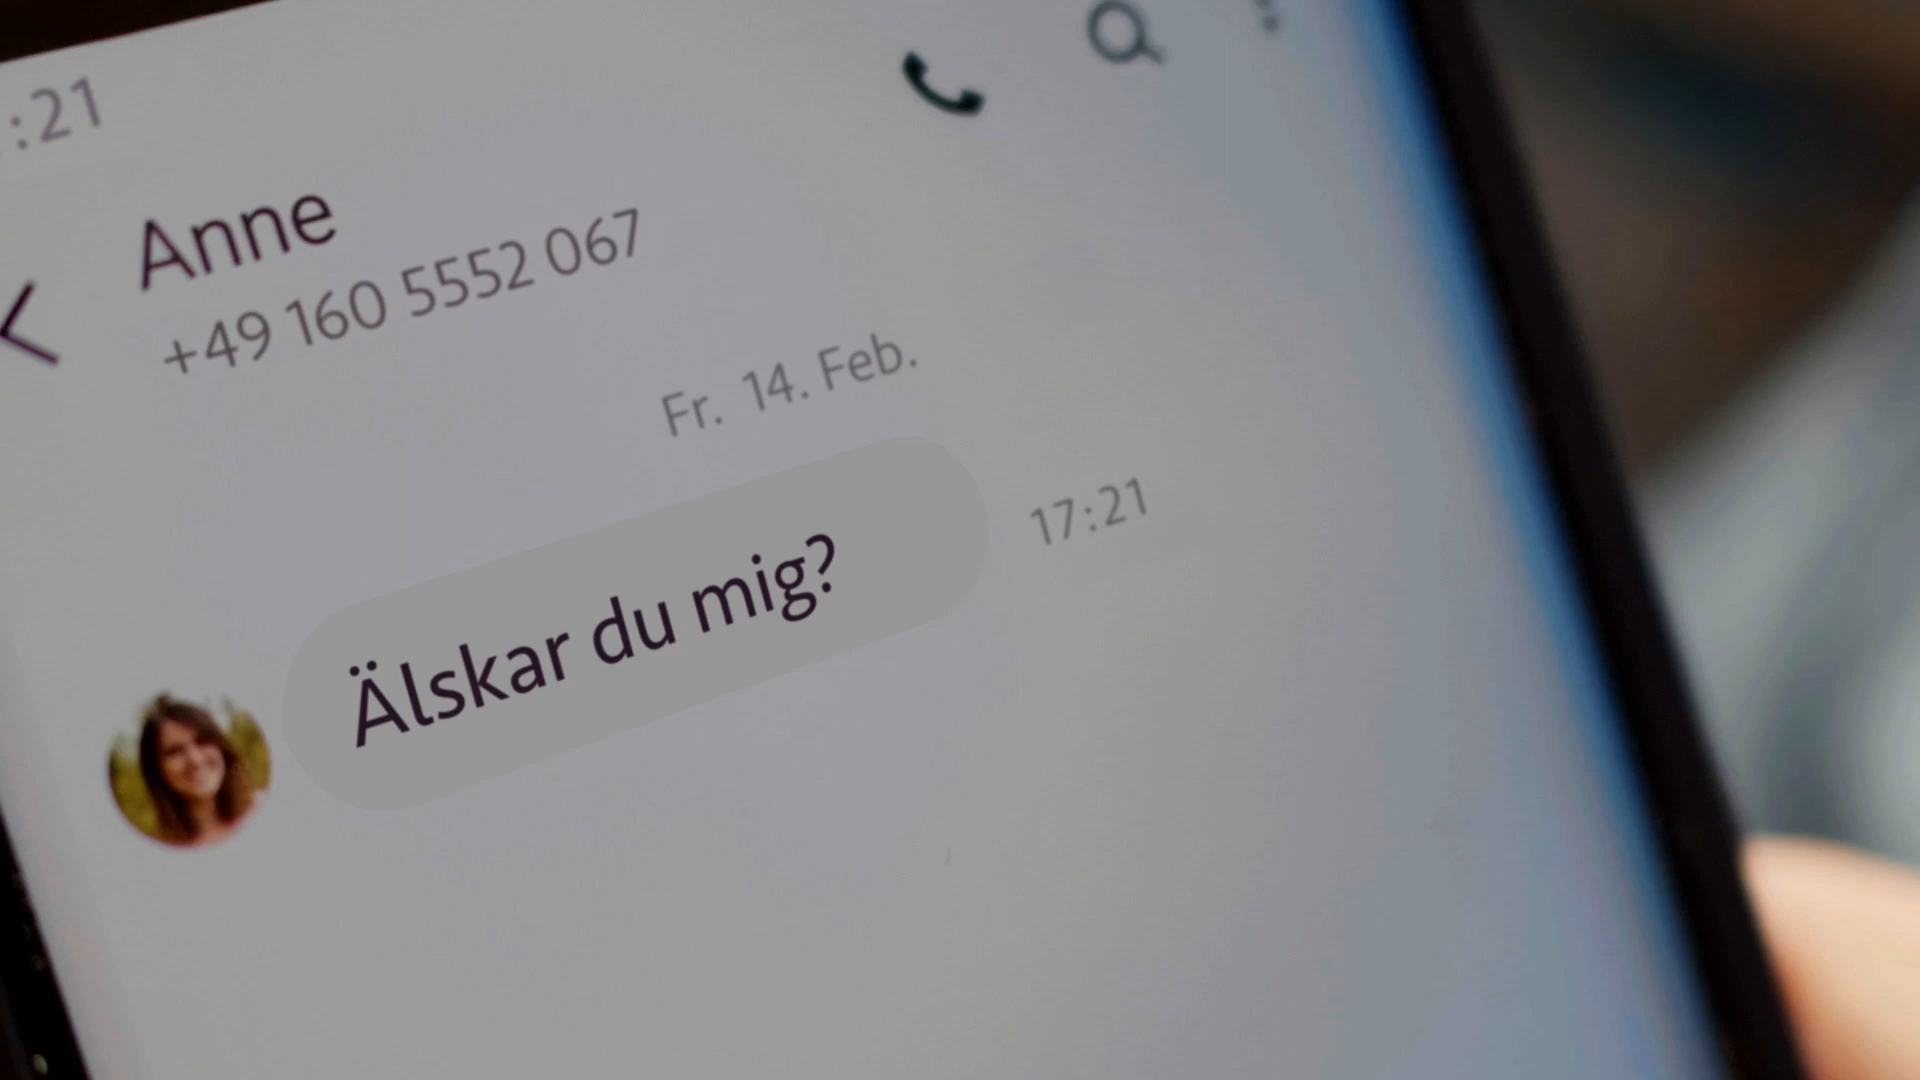 :21
Anne
+49 160 5552 067
Fr. 14. Feb.
Älskar du mig?
17:21